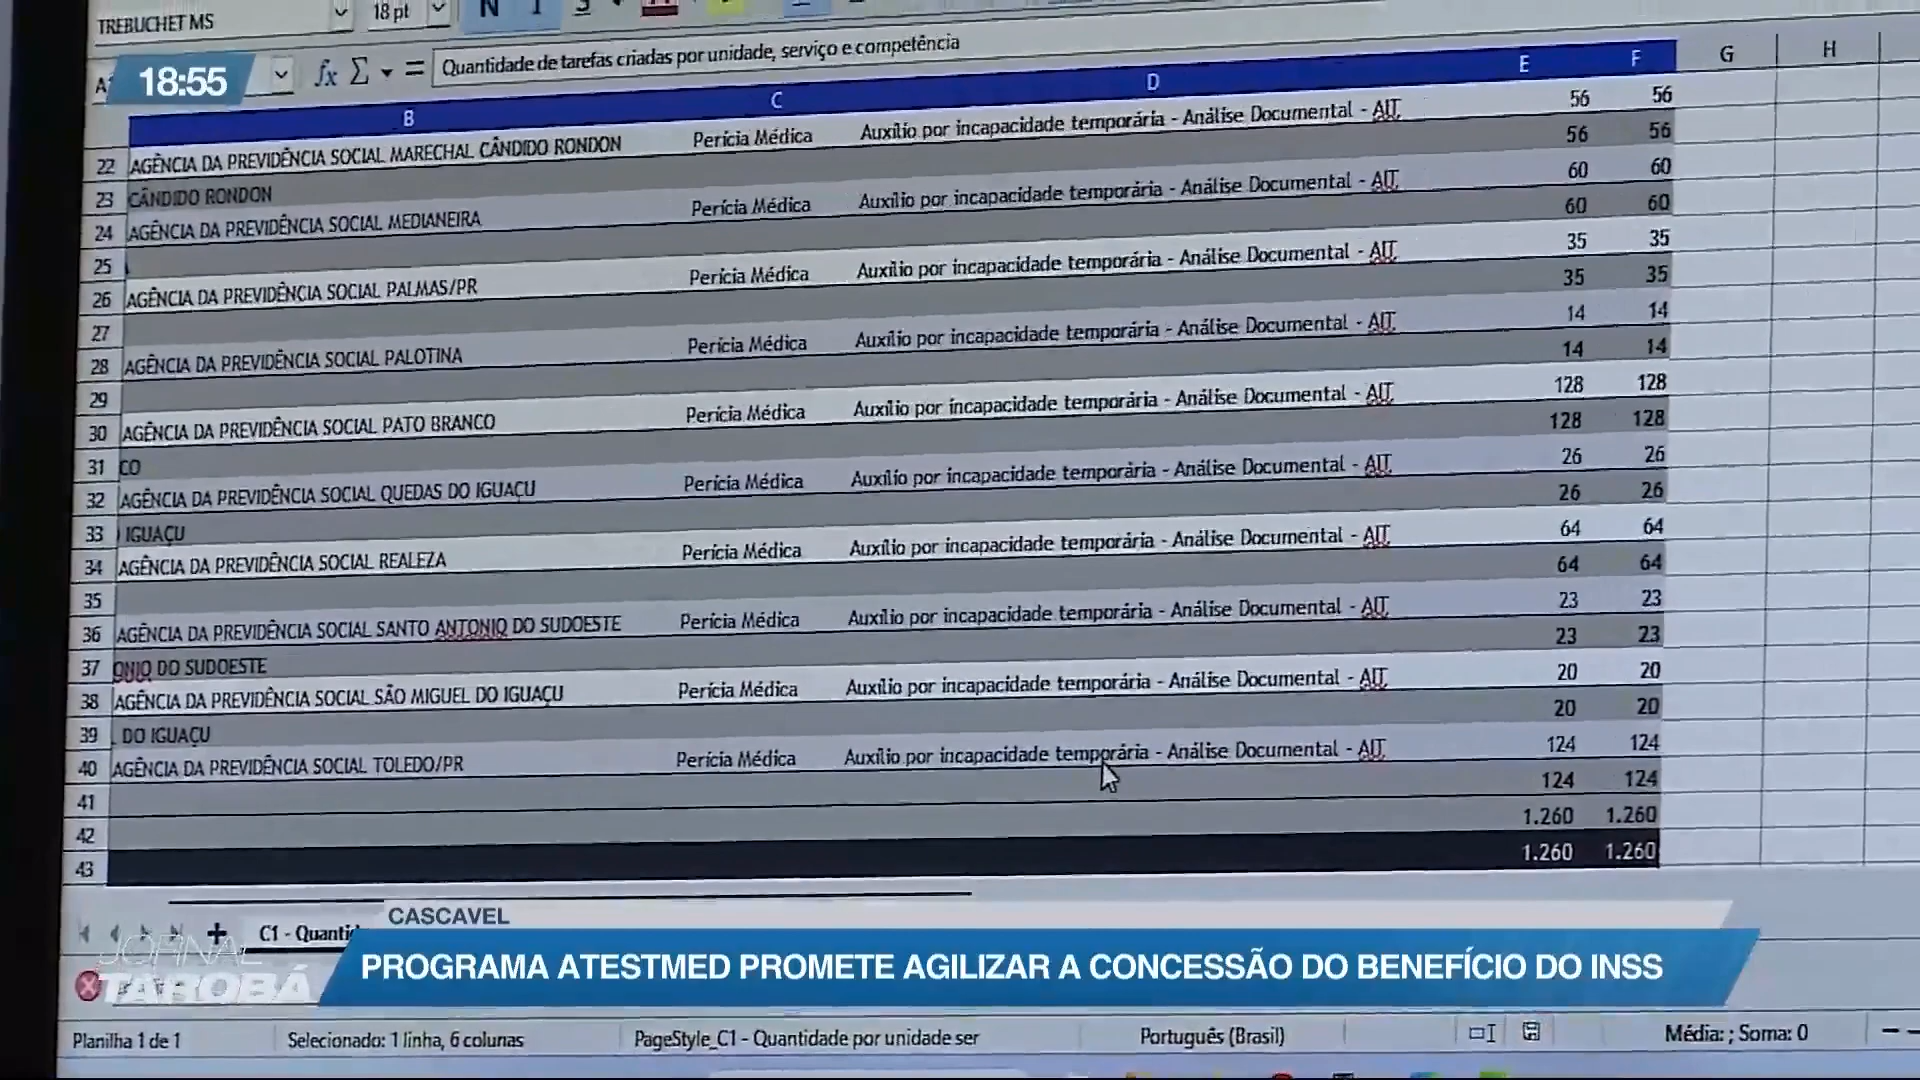 TREBUCHET MS 18 pt N I S
18:55 fx Σ = Quantidade de tarefas criadas por unidade, serviço e competência
B C D E F G H
22 AGÊNCIA DA PREVIDÊNCIA SOCIAL MARECHAL CÂNDIDO RONDON Perícia Médica Auxílio por incapacidade temporária - Análise Documental - AIT 56 56
23 CÂNDIDO RONDON 56 56
24 AGÊNCIA DA PREVIDÊNCIA SOCIAL MEDIANEIRA Perícia Médica Auxílio por incapacidade temporária - Análise Documental - AIT 60 60
25 60 60
26 AGÊNCIA DA PREVIDÊNCIA SOCIAL PALMAS/PR Perícia Médica Auxílio por incapacidade temporária - Análise Documental - AIT 35 35
27 35 35
28 AGÊNCIA DA PREVIDÊNCIA SOCIAL PALOTINA Perícia Médica Auxílio por incapacidade temporária - Análise Documental - AIT 14 14
29 14 14
30 AGÊNCIA DA PREVIDÊNCIA SOCIAL PATO BRANCO Perícia Médica Auxílio por incapacidade temporária - Análise Documental - AIT 128 128
31 CO 128 128
32 AGÊNCIA DA PREVIDÊNCIA SOCIAL QUEDAS DO IGUAÇU Perícia Médica Auxílio por incapacidade temporária - Análise Documental - AIT 26 26
33 IGUAÇU 26 26
34 AGÊNCIA DA PREVIDÊNCIA SOCIAL REALEZA Perícia Médica Auxílio por incapacidade temporária - Análise Documental - AIT 64 64
35 64 64
36 AGÊNCIA DA PREVIDÊNCIA SOCIAL SANTO ANTONIO DO SUDOESTE Perícia Médica Auxílio por incapacidade temporária - Análise Documental - AIT 23 23
37 ONIO DO SUDOESTE 23 23
38 AGÊNCIA DA PREVIDÊNCIA SOCIAL SÃO MIGUEL DO IGUAÇU Perícia Médica Auxílio por incapacidade temporária - Análise Documental - AIT 20 20
39 DO IGUAÇU 20 20
40 AGÊNCIA DA PREVIDÊNCIA SOCIAL TOLEDO/PR Perícia Médica Auxílio por incapacidade temporária - Análise Documental - AIT 124 124
41 124 124
42 1.260 1.260
43 1.260 1.260
CASCAVEL
+ C1 - Quanti
JORNAL
TAROBÁ
PROGRAMA ATESTMED PROMETE AGILIZAR A CONCESSÃO DO BENEFÍCIO DO INSS
Planilha 1 de 1 Selecionado: 1 linha, 6 colunas PageStyle_C1 - Quantidade por unidade ser Português (Brasil) Média: ; Soma: 0